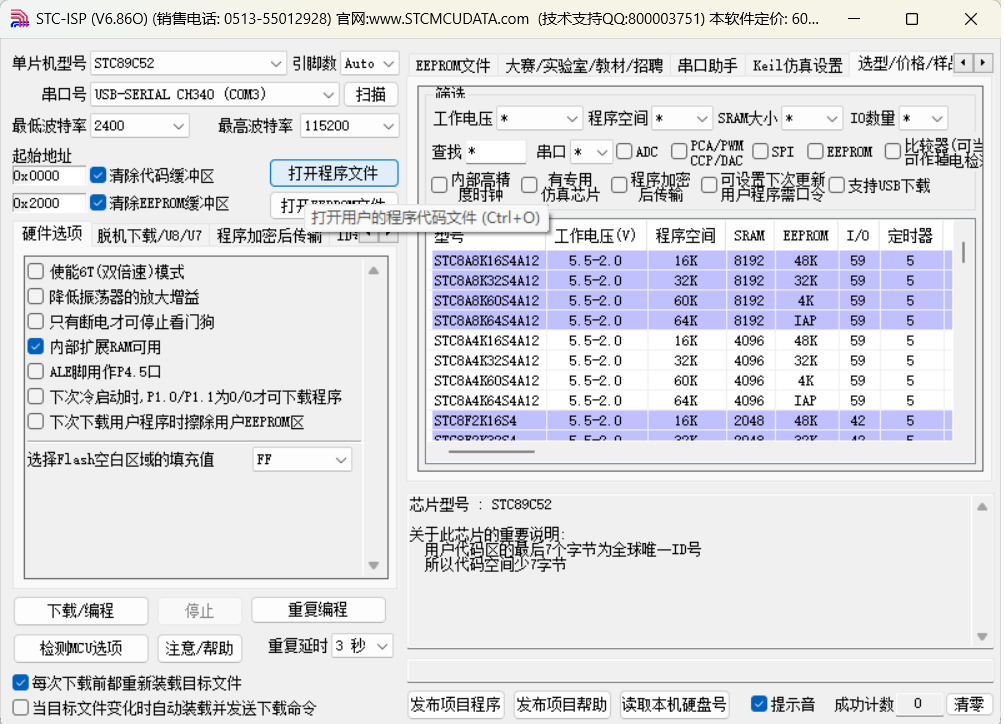 STC-ISP (V6.86O) (销售电话: 0513-55012928) 官网:www.STCMCUDATA.com (技术支持QQ:800003751) 本软件定价: 60...
单片机型号 STC89C52 引脚数 Auto
串口号 USB-SERIAL CH340 (COM3) 扫描
最低波特率 2400 最高波特率 115200
起始地址
0x0000 清除代码缓冲区 打开程序文件
0x2000 清除EEPROM缓冲区
打开用户的程序代码文件 (Ctrl+O)
硬件选项 脱机下载/U8/U7 程序加密后传输
使能6T(双倍速)模式
降低振荡器的放大增益
只有断电才可停止看门狗
内部扩展RAM可用
ALE脚用作P4.5口
下次冷启动时,P1.0/P1.1为0/0才可下载程序
下次下载用户程序时擦除用户EEPROM区
选择Flash空白区域的填充值 FF
下载/编程 停止 重复编程
检测MCU选项 注意/帮助 重复延时 3 秒
每次下载前都重新装载目标文件
当目标文件变化时自动装载并发送下载命令
EEPROM文件 大赛/实验室/教材/招聘 串口助手 Keil仿真设置 选型/价格/样品
筛选
工作电压 * 程序空间 * SRAM大小 * IO数量 *
查找 * 串口 * ADC PCA/PWM CCP/DAC SPI EEPROM 比较器(可当 可作掉电检
内部高精度时钟 有专用仿真芯片 程序加密后传输 可设置下次更新用户程序需口令 支持USB下载
型号 工作电压(V) 程序空间 SRAM EEPROM I/O 定时器
STC8A8K16S4A12 5.5-2.0 16K 8192 48K 59 5
STC8A8K32S4A12 5.5-2.0 32K 8192 32K 59 5
STC8A8K60S4A12 5.5-2.0 60K 8192 4K 59 5
STC8A8K64S4A12 5.5-2.0 64K 8192 IAP 59 5
STC8A4K16S4A12 5.5-2.0 16K 4096 48K 59 5
STC8A4K32S4A12 5.5-2.0 32K 4096 32K 59 5
STC8A4K60S4A12 5.5-2.0 60K 4096 4K 59 5
STC8A4K64S4A12 5.5-2.0 64K 4096 IAP 59 5
STC8F2K16S4 5.5-2.0 16K 2048 48K 42 5
STC8F2K32S4 5.5-2.0 32K 2048 32K 42 5
芯片型号 : STC89C52
关于此芯片的重要说明:
用户代码区的最后7个字节为全球唯一ID号
所以代码空间少7字节
发布项目程序 发布项目帮助 读取本机硬盘号 提示音 成功计数 0 清零